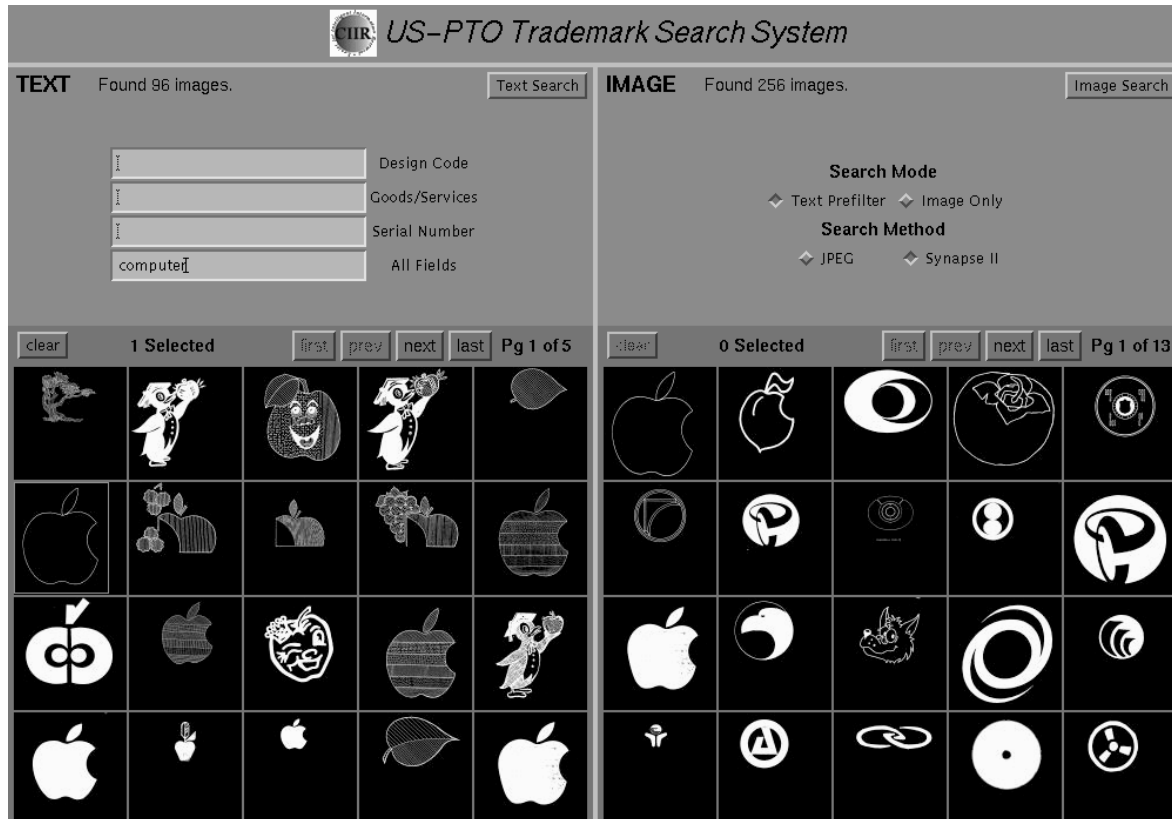 CIIR US-PTO Trademark Search System
TEXT Found 96 images. Text Search
Design Code
Goods/Services
Serial Number
computer All Fields
clear 1 Selected first prev next last Pg 1 of 5
IMAGE Found 256 images. Image Search
Search Mode
Text Prefilter Image Only
Search Method
JPEG Synapse II
clear 0 Selected first prev next last Pg 1 of 13